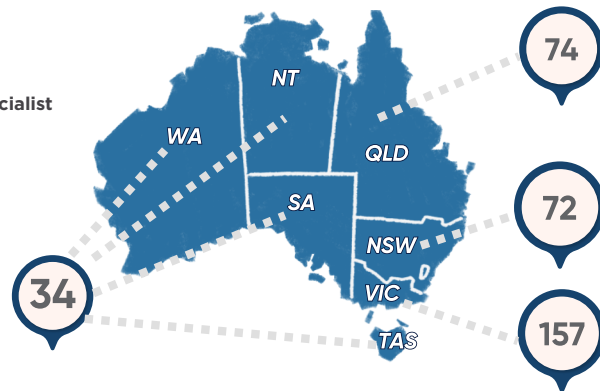 74
NT
cialist
WA
QLD
SA
72
NSW
34
VIC
157
TAS